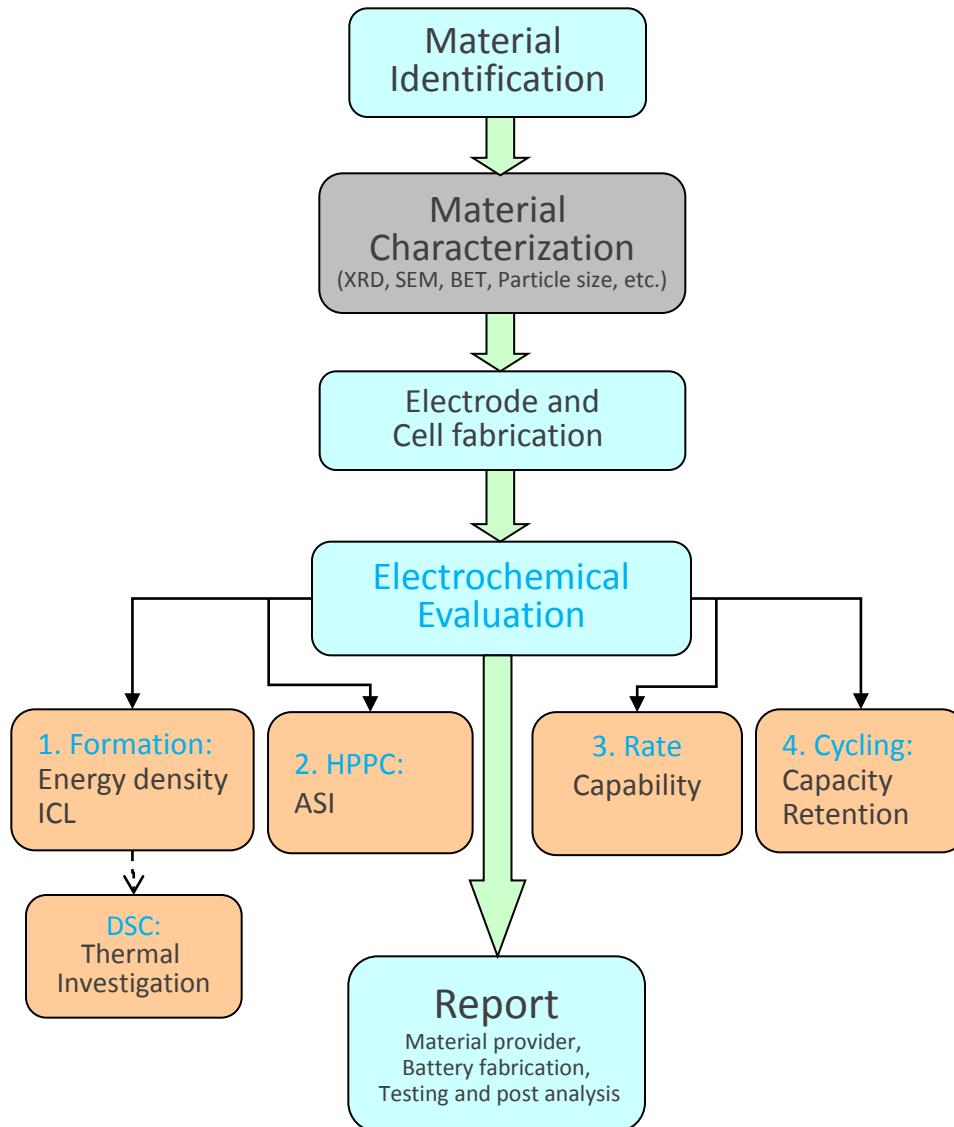 Material
Identification
Material
Characterization
(XRD, SEM, BET, Particle size, etc.)
Electrode and
Cell fabrication
Electrochemical
Evaluation
1. Formation:
Energy density
ICL
2. HPPC:
ASI
3. Rate
Capability
4. Cycling:
Capacity
Retention
DSC:
Thermal
Investigation
Report
Material provider,
Battery fabrication,
Testing and post analysis